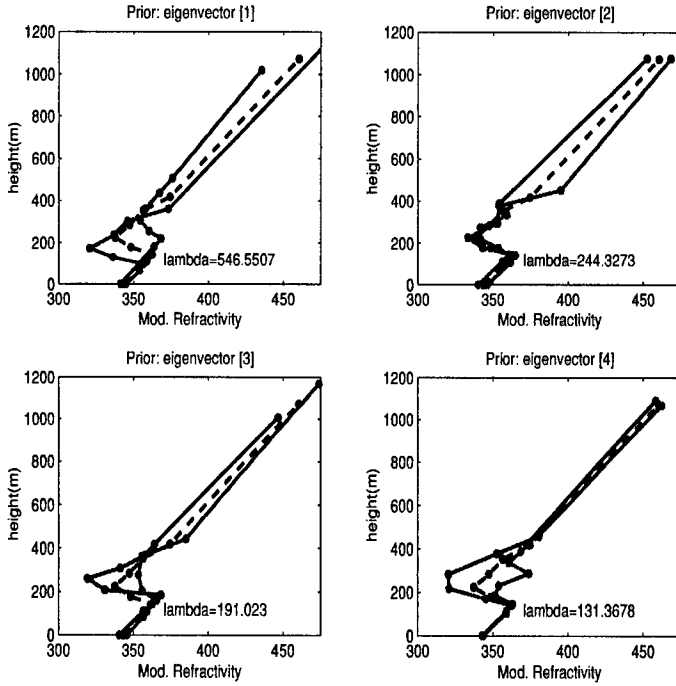 Prior: eigenvector [1]
1200
1000
800
600
400
200
0
height(m)
lambda=546.5507
300 350 400 450
Mod. Refractivity
Prior: eigenvector [2]
1200
1000
800
600
400
200
0
height(m)
lambda=244.3273
300 350 400 450
Mod. Refractivity
Prior: eigenvector [3]
1200
1000
800
600
400
200
0
height(m)
lambda=191.023
300 350 400 450
Mod. Refractivity
Prior: eigenvector [4]
1200
1000
800
600
400
200
0
height(m)
lambda=131.3678
300 350 400 450
Mod. Refractivity